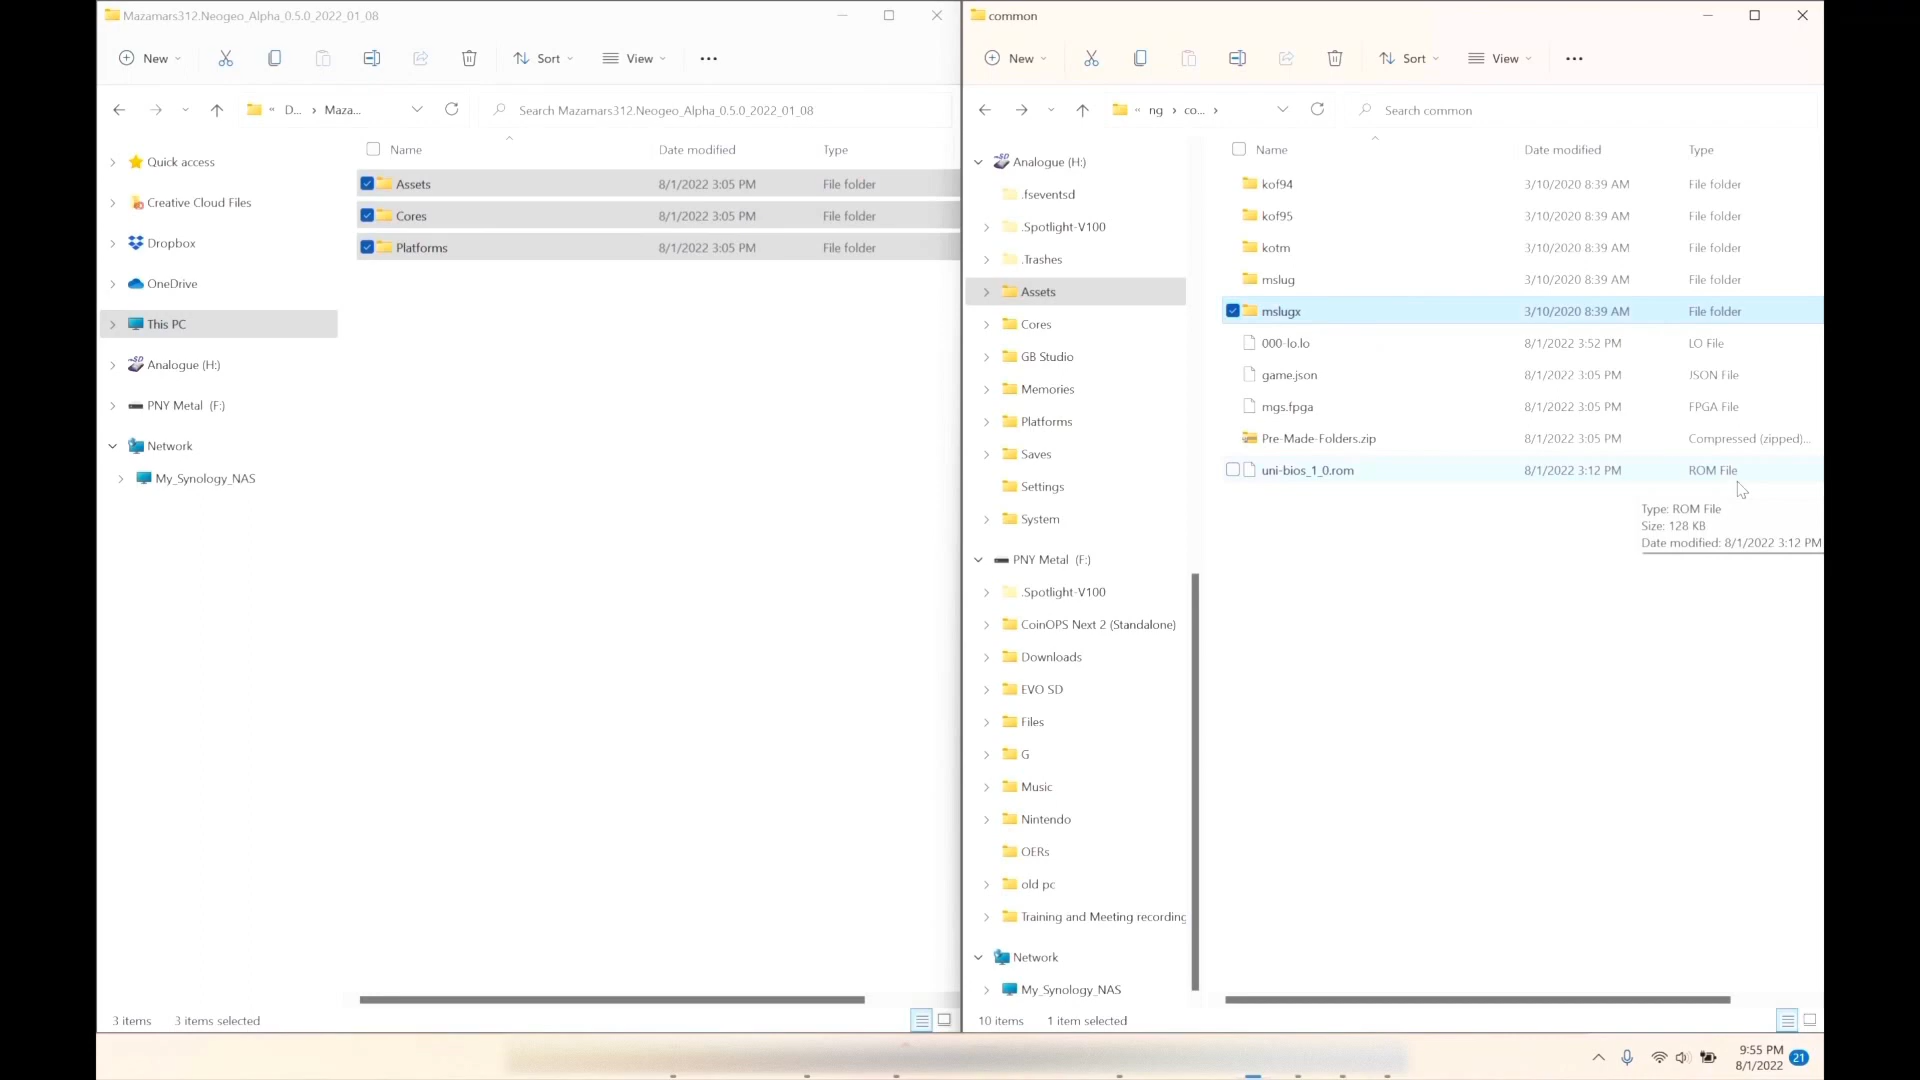 Mazamars312.Neogeo_Alpha_0.5.0_2022_01_08
New
Sort
View
D...
Maza...
Search Mazamars312.Neogeo_Alpha_0.5.0_2022_01_08
Quick access
Creative Cloud Files
Dropbox
OneDrive
This PC
Analogue (H:)
PNY Metal (F:)
Network
My_Synology_NAS
Name Date modified Type
Assets 8/1/2022 3:05 PM File folder
Cores 8/1/2022 3:05 PM File folder
Platforms 8/1/2022 3:05 PM File folder
3 items 3 items selected
common
New
Sort
View
ng
co...
Search common
Analogue (H:)
.fseventsd
.Spotlight-V100
.Trashes
Assets
Cores
GB Studio
Memories
Platforms
Saves
Settings
System
PNY Metal (F:)
.Spotlight-V100
CoinOPS Next 2 (Standalone)
Downloads
EVO SD
Files
G
Music
Nintendo
OERs
old pc
Training and Meeting recording
Network
My_Synology_NAS
Name Date modified Type
kof94 3/10/2020 8:39 AM File folder
kof95 3/10/2020 8:39 AM File folder
kotm 3/10/2020 8:39 AM File folder
mslug 3/10/2020 8:39 AM File folder
mslugx 3/10/2020 8:39 AM File folder
000-lo.lo 8/1/2022 3:52 PM LO File
game.json 8/1/2022 3:05 PM JSON File
mgs.fpga 8/1/2022 3:05 PM FPGA File
Pre-Made-Folders.zip 8/1/2022 3:05 PM Compressed (zipped)...
uni-bios_1_0.rom 8/1/2022 3:12 PM ROM File
Type: ROM File
Size: 128 KB
Date modified: 8/1/2022 3:12 PM
10 items 1 item selected
9:55 PM
8/1/2022
21